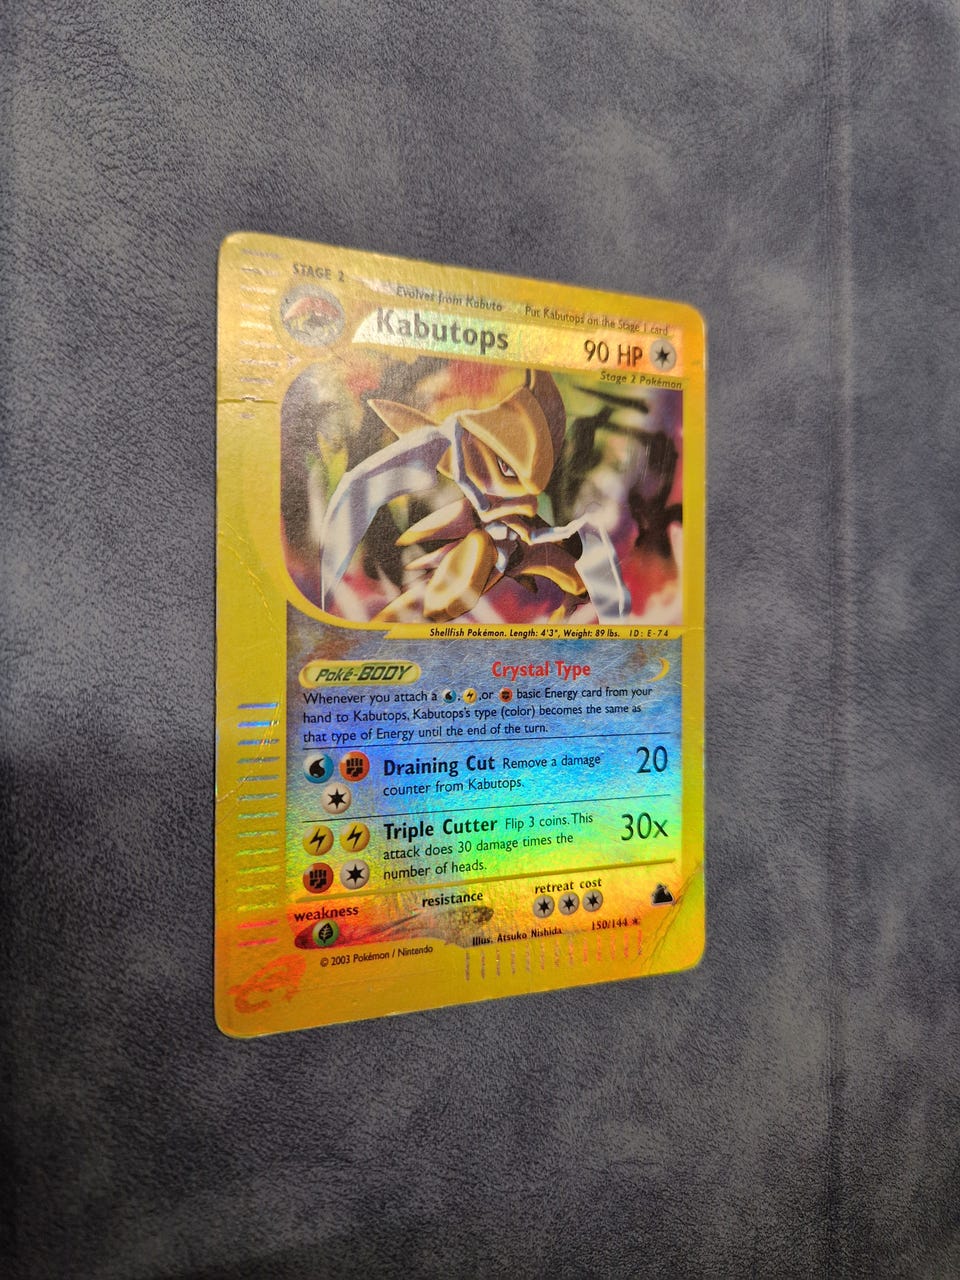 STAGE 2
Evolves from Kabuto Put Kabutops on the Stage 1 card
Kabutops 90 HP
Stage 2 Pokémon
Shellfish Pokémon. Length: 4'3", Weight: 89 lbs. ID: E-74
Poké-BODY Crystal Type
Whenever you attach a , ,or basic Energy card from your
hand to Kabutops, Kabutops's type (color) becomes the same as
that type of Energy until the end of the turn.
Draining Cut Remove a damage 20
counter from Kabutops.
Triple Cutter Flip 3 coins. This 30x
attack does 30 damage times the
number of heads.
weakness resistance retreat cost
Illus. Atsuko Nishida 150/144
© 2003 Pokémon / Nintendo